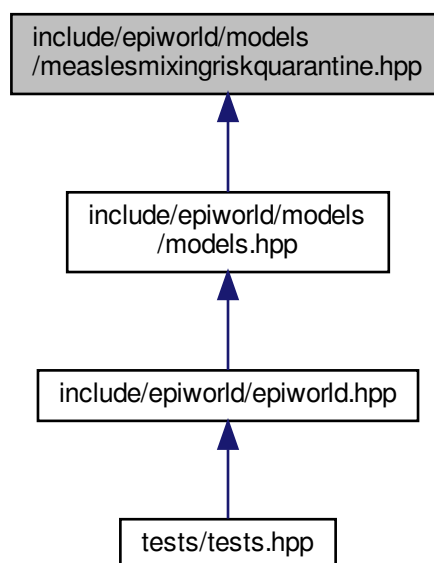 include/epiworld/models
/measlesmixingriskquarantine.hpp
include/epiworld/models
/models.hpp
include/epiworld/epiworld.hpp
tests/tests.hpp